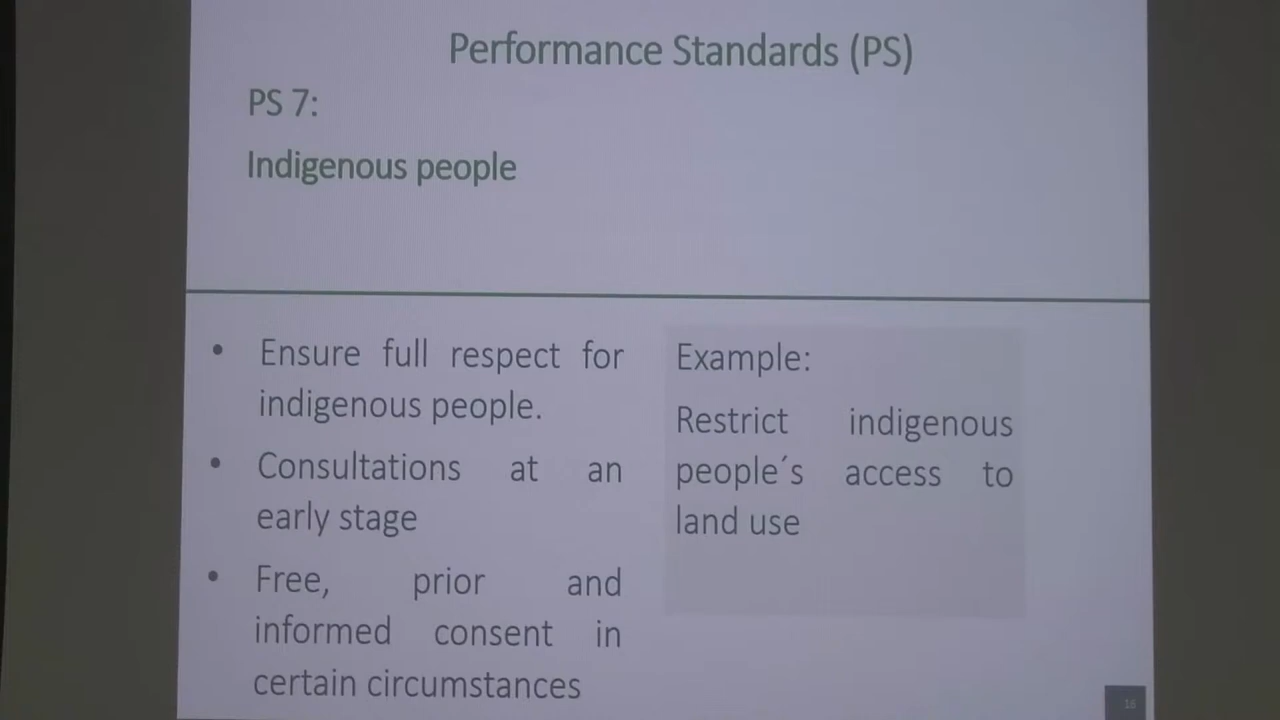 Performance Standards (PS)
PS 7:
Indigenous people
• Ensure full respect for
indigenous people.
• Consultations at an
early stage
• Free, prior and
informed consent in
certain circumstances
Example:
Restrict indigenous
people´s access to
land use
16